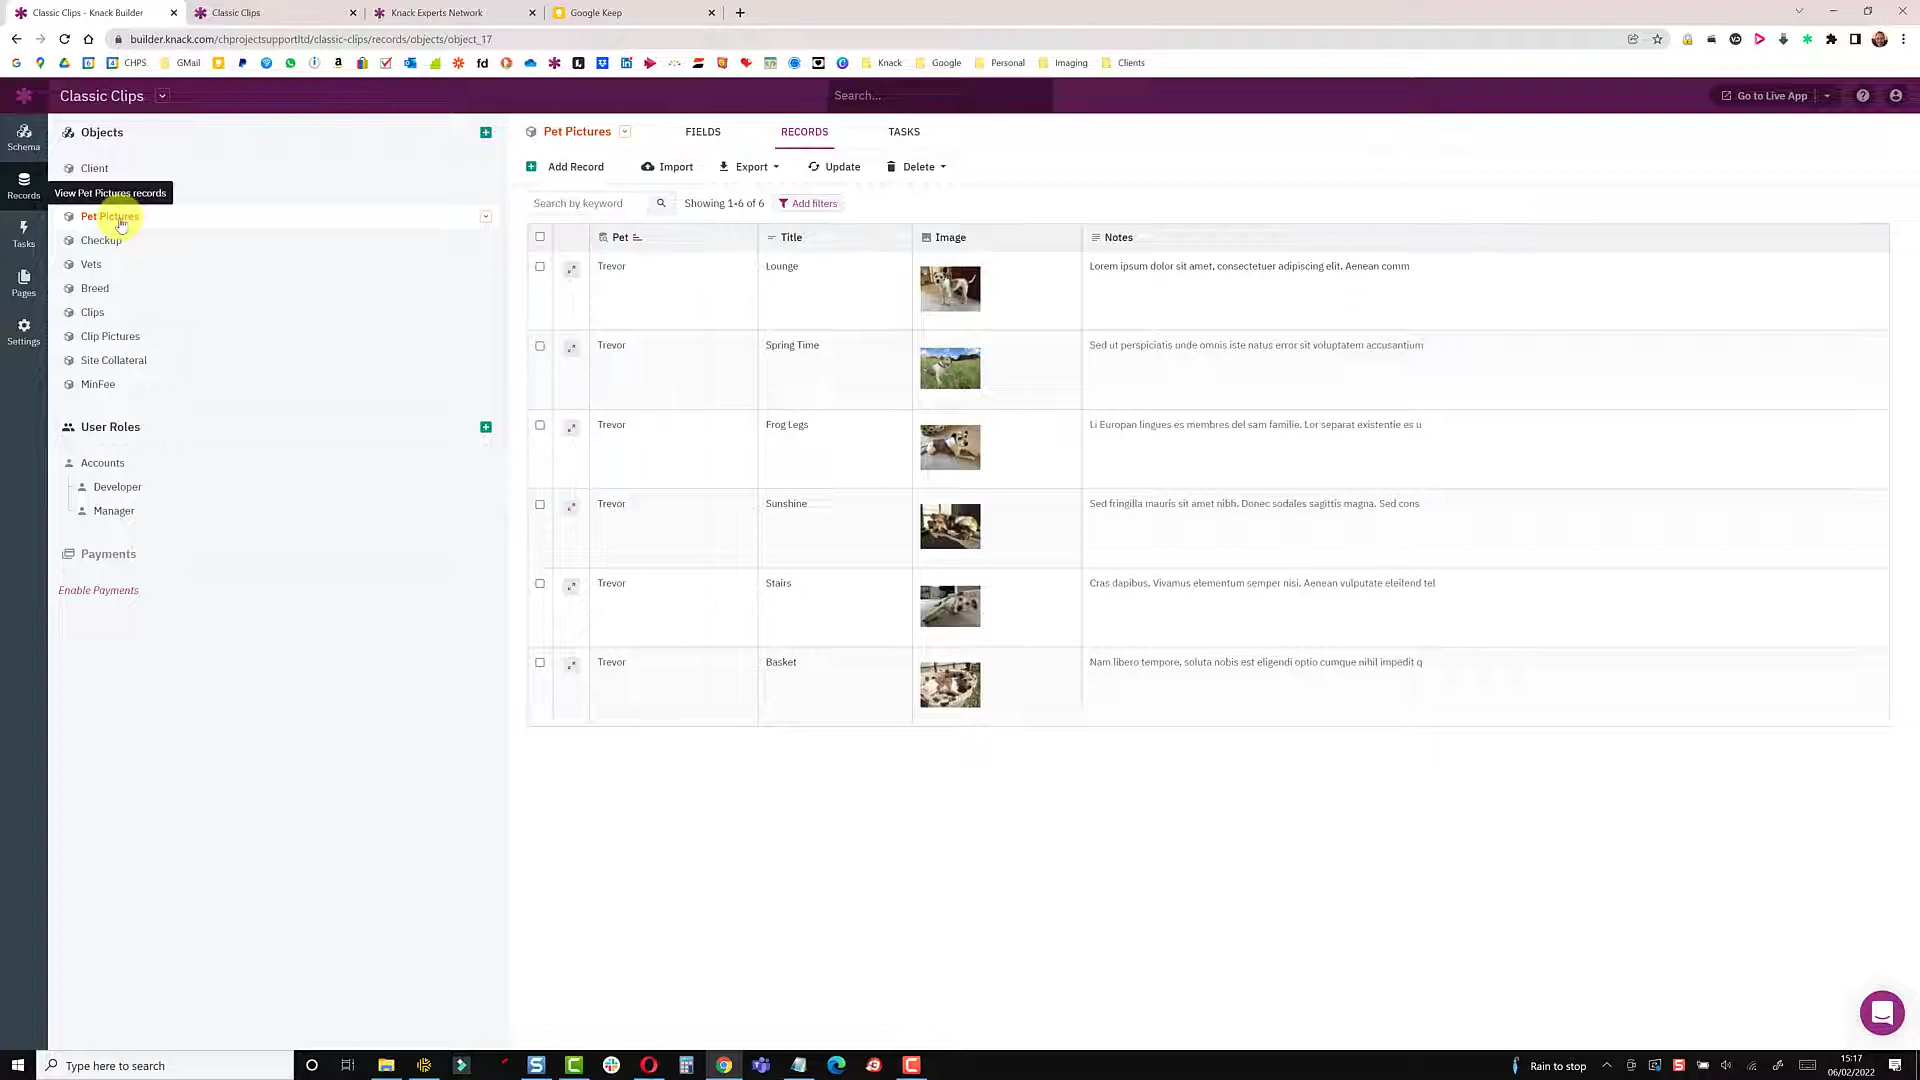 Classic Clips - Knack Builder
Classic Clips
Knack Experts Network
Google Keep
builder.knack.com/chprojectsupportltd/classic-clips/records/objects/object_17
CHPS
GMail
fd
Knack
Google
Personal
Imaging
Clients
Classic Clips
Search...
Go to Live App
Schema
Records
Tasks
Pages
Settings
Objects
Client
View Pet Pictures records
Pet Pictures
Checkup
Vets
Breed
Clips
Clip Pictures
Site Collateral
MinFee
User Roles
Accounts
Developer
Manager
Payments
Enable Payments
Pet Pictures
FIELDS
RECORDS
TASKS
Add Record
Import
Export
Update
Delete
Search by keyword
Showing 1-6 of 6
Add filters
Pet
Title
Image
Notes
Trevor
Lounge
Lorem ipsum dolor sit amet, consectetuer adipiscing elit. Aenean comm
Trevor
Spring Time
Sed ut perspiciatis unde omnis iste natus error sit voluptatem accusantium
Trevor
Frog Legs
Li Europan lingues es membres del sam familie. Lor separat existentie es u
Trevor
Sunshine
Sed fringilla mauris sit amet nibh. Donec sodales sagittis magna. Sed cons
Trevor
Stairs
Cras dapibus. Vivamus elementum semper nisi. Aenean vulputate eleifend tel
Trevor
Basket
Nam libero tempore, soluta nobis est eligendi optio cumque nihil impedit q
Type here to search
Rain to stop
15:17
06/02/2022